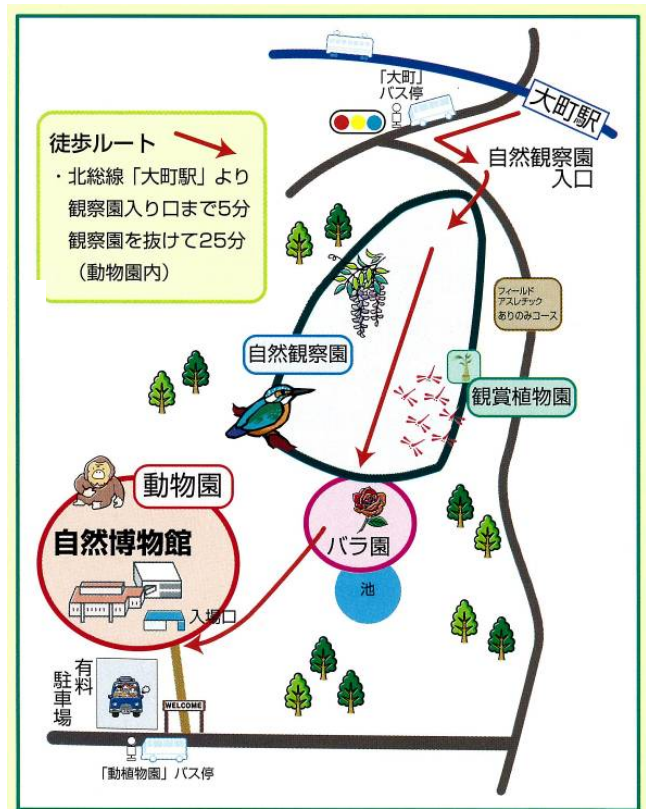 「大町」
バス停
大町駅
徒歩ルート
・北総線「大町駅」より
観察園入り口まで5分
観察園を抜けて25分
（動物園内）
自然観察園
入口
フィールド
アスレチック
ありのみコース
自然観察園
観賞植物園
動物園
自然博物館
バラ園
池
入場口
有料
駐車場
WELCOME
「動植物園」バス停